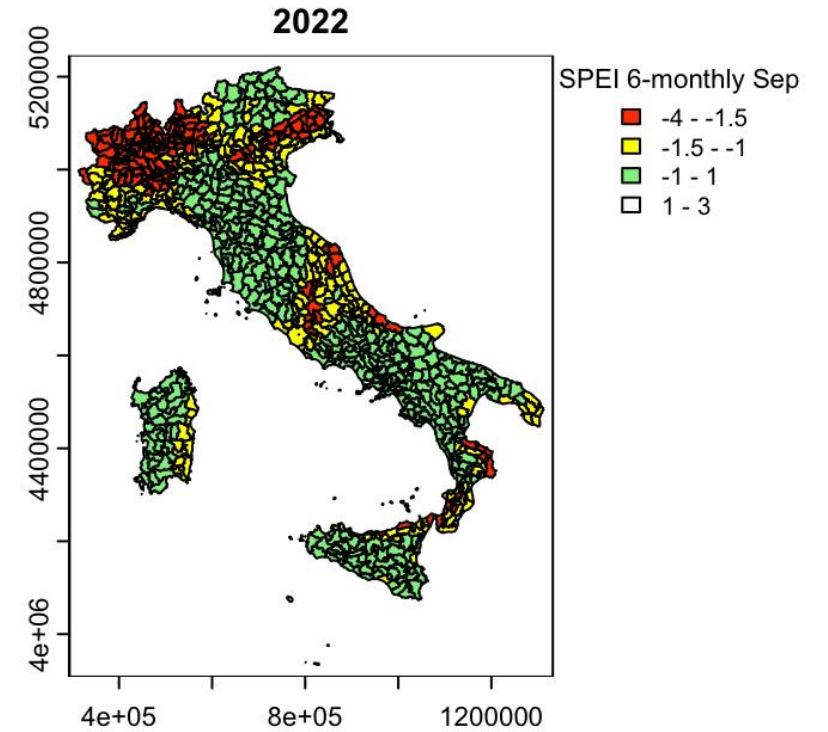 2022
SPEI 6-monthly Sep
-4 - -1.5
-1.5 - -1
-1 - 1
1 - 3
5200000
4800000
4400000
4e+06
4e+05 8e+05 1200000